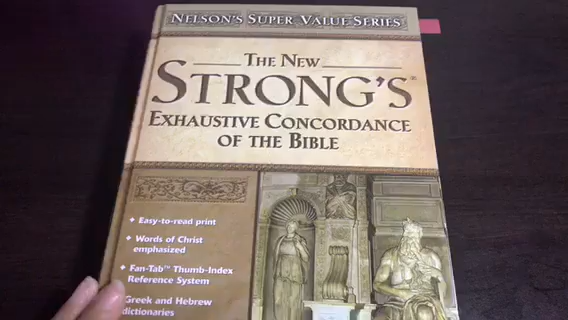 NELSON'S SUPER VALUE SERIES
THE NEW
STRONG'S®
EXHAUSTIVE CONCORDANCE
OF THE BIBLE
Easy-to-read print
Words of Christ
emphasized
Fan-Tab™ Thumb-Index
Reference System
Greek and Hebrew
dictionaries